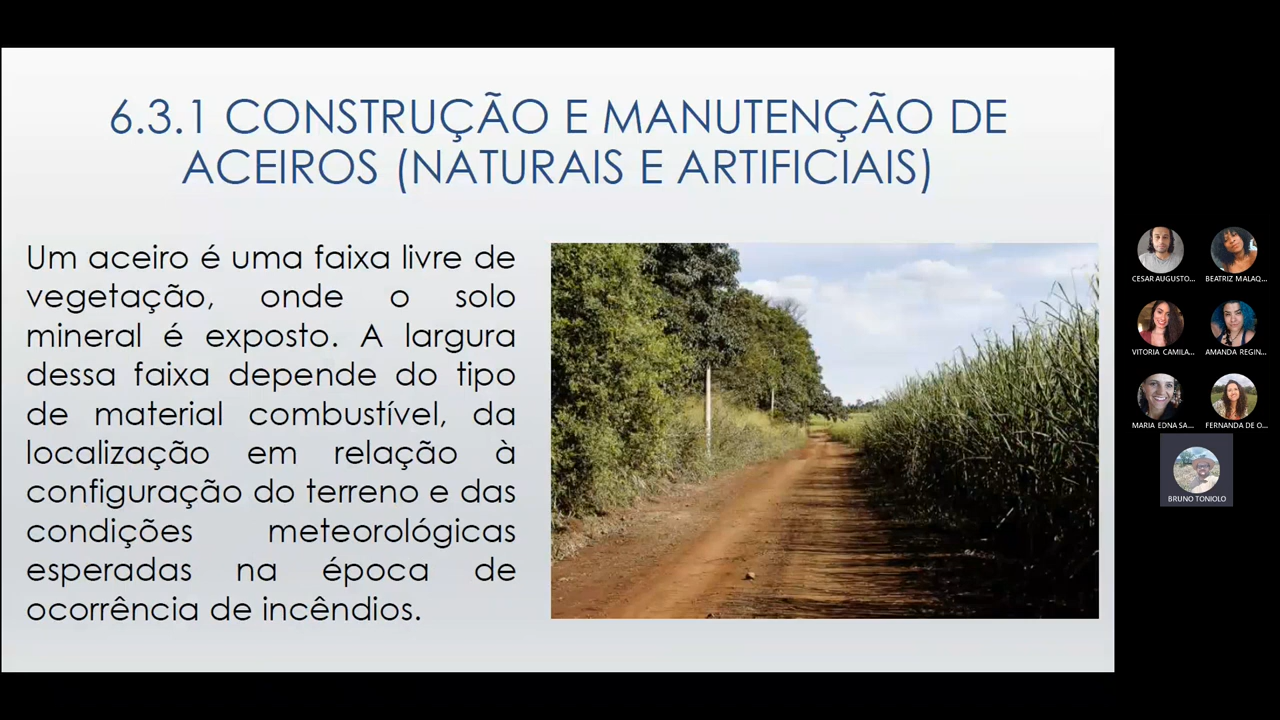 6.3.1 CONSTRUÇÃO E MANUTENÇÃO DE
ACEIROS (NATURAIS E ARTIFICIAIS)
Um aceiro é uma faixa livre de
vegetação, onde o solo
mineral é exposto. A largura
dessa faixa depende do tipo
de material combustível, da
localização em relação à
configuração do terreno e das
condições meteorológicas
esperadas na época de
ocorrência de incêndios.
CESAR AUGUSTO...
BEATRIZ MALAQ...
VITORIA CAMILA...
AMANDA REGIN...
MARIA EDNA SA...
FERNANDA DE O...
BRUNO TONIOLO